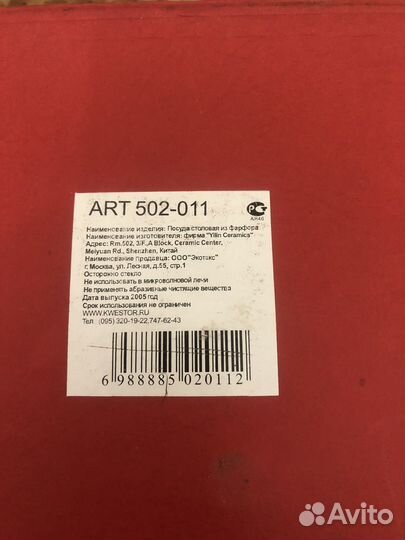 ART 502-011
АЯ46
Наименование изделия: Посуда столовая из фарфора
Наименование изготовителя: фирма "Yilin Ceramics"
Адрес: Rm.502, 3/F.,A Block, Ceramic Center,
Meiyuan Rd., Shenzhen, Китай
Наименование продавца: ООО"Экотакс"
г. Москва, ул. Лесная, д.55, стр.1
Осторожно стекло
Не использовать в микроволновой печи
Не применять абразивные чистящие вещества
Дата выпуска 2005 год
Срок использования не ограничен
WWW.KWESTOR.RU
Тел. (095) 320-19-22,747-62-43
6 988885 020112
Avito